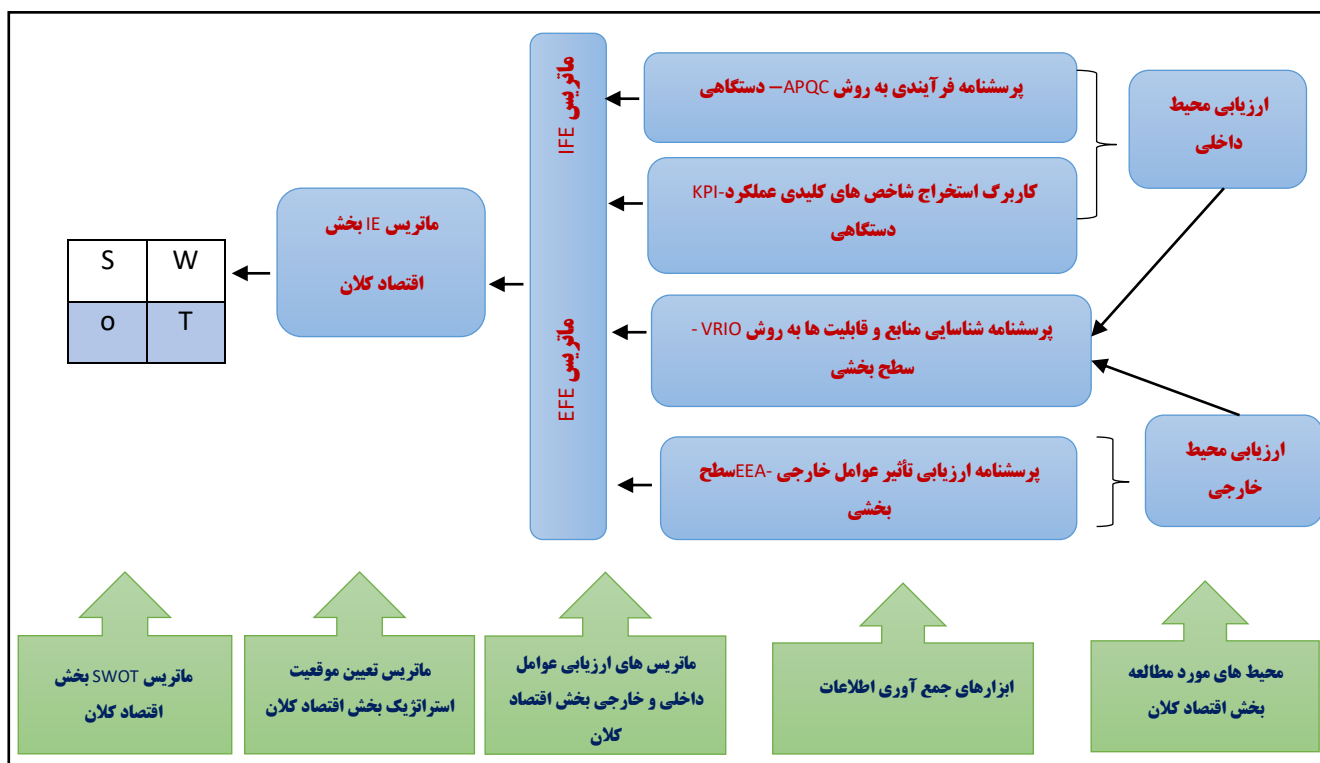 ارزیابی محیط
داخلی
ارزیابی محیط
خارجی
پرسشنامه فرآیندی به روش APQC– دستگاهی
کاربرگ استخراج شاخص های کلیدی عملکرد-KPI
دستگاهی
پرسشنامه شناسایی منابع و قابلیت ها به روش VRIO -
سطح بخشی
پرسشنامه ارزیابی تأثیر عوامل خارجی -EEAسطح
بخشی
ماتریس IFE
ماتریس EFE
ماتریس IE بخش
اقتصاد کلان
S W
o T
محیط های مورد مطالعه
بخش اقتصاد کلان
ابزارهای جمع آوری اطلاعات
ماتریس های ارزیابی عوامل
داخلی و خارجی بخش اقتصاد
کلان
ماتریس تعیین موقعیت
استراتژیک بخش اقتصاد کلان
ماتریس SWOT بخش
اقتصاد کلان